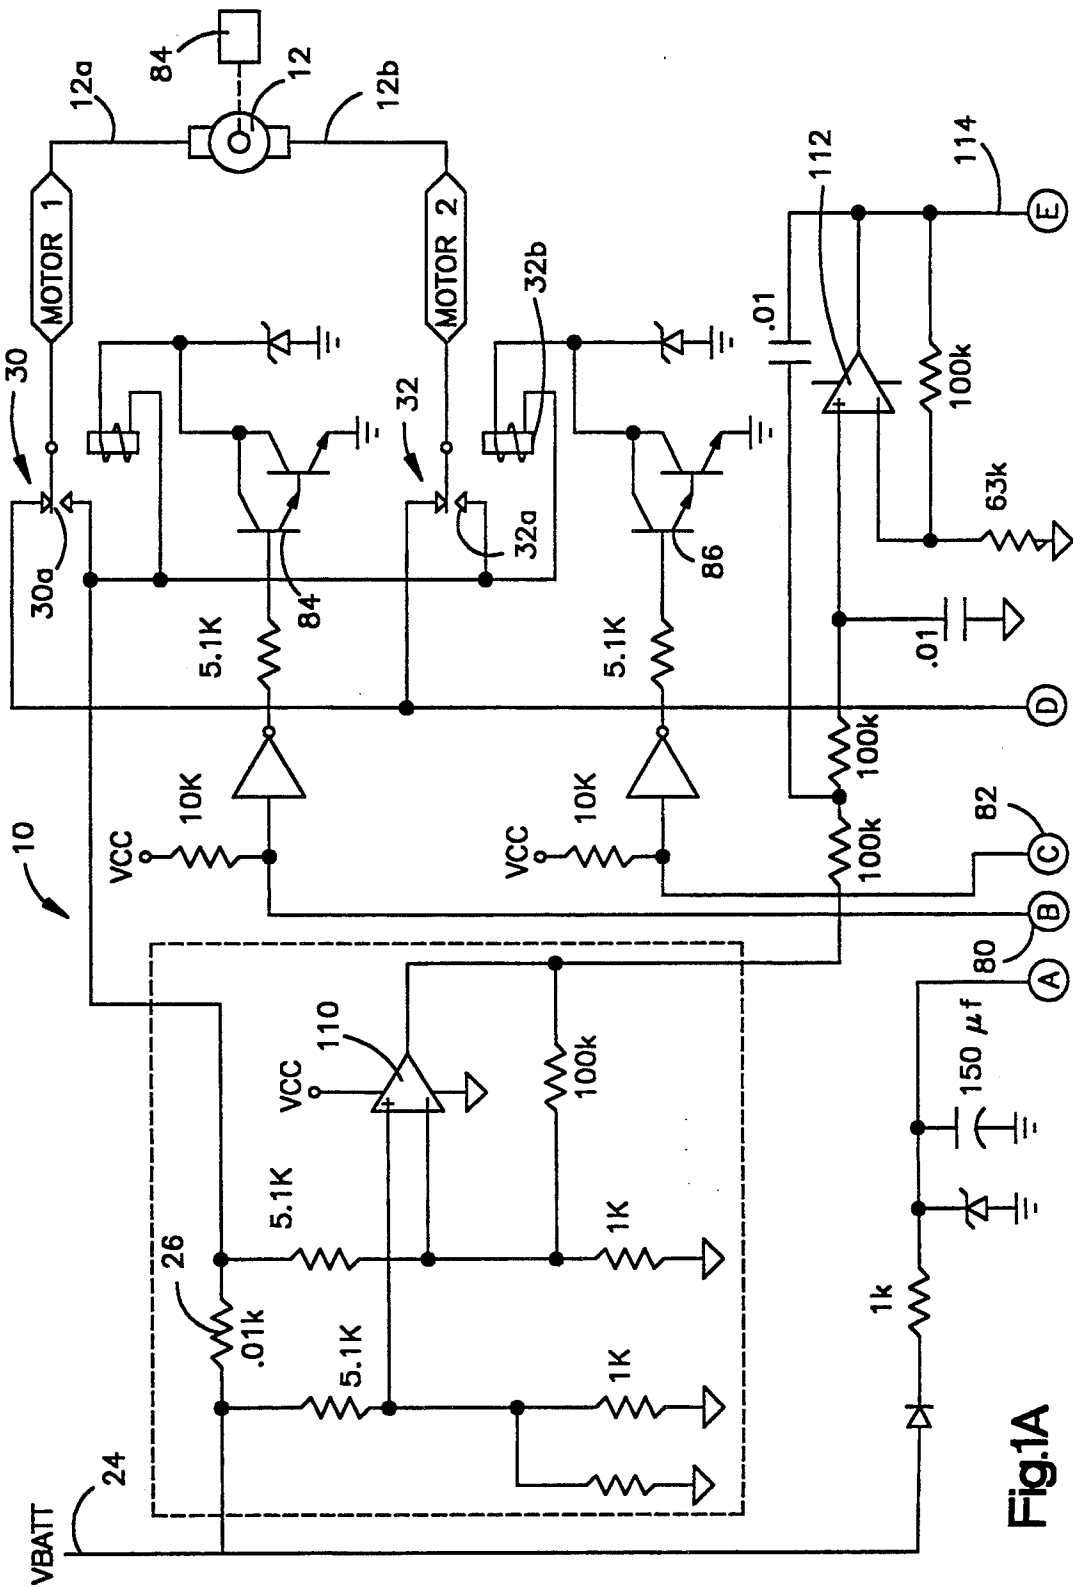 VBATT
24
10
30
MOTOR 1
12a
84
12
12b
26
.01k
5.1K
5.1K
1K
1K
VCC
110
100k
VCC
10K
5.1K
84
30a
32
MOTOR 2
32a
32b
VCC
10K
5.1K
86
100k
100k
.01
.01
+
+
112
100k
63k
114
1k
150 µf
A
80
B
C
82
D
E
Fig.1A